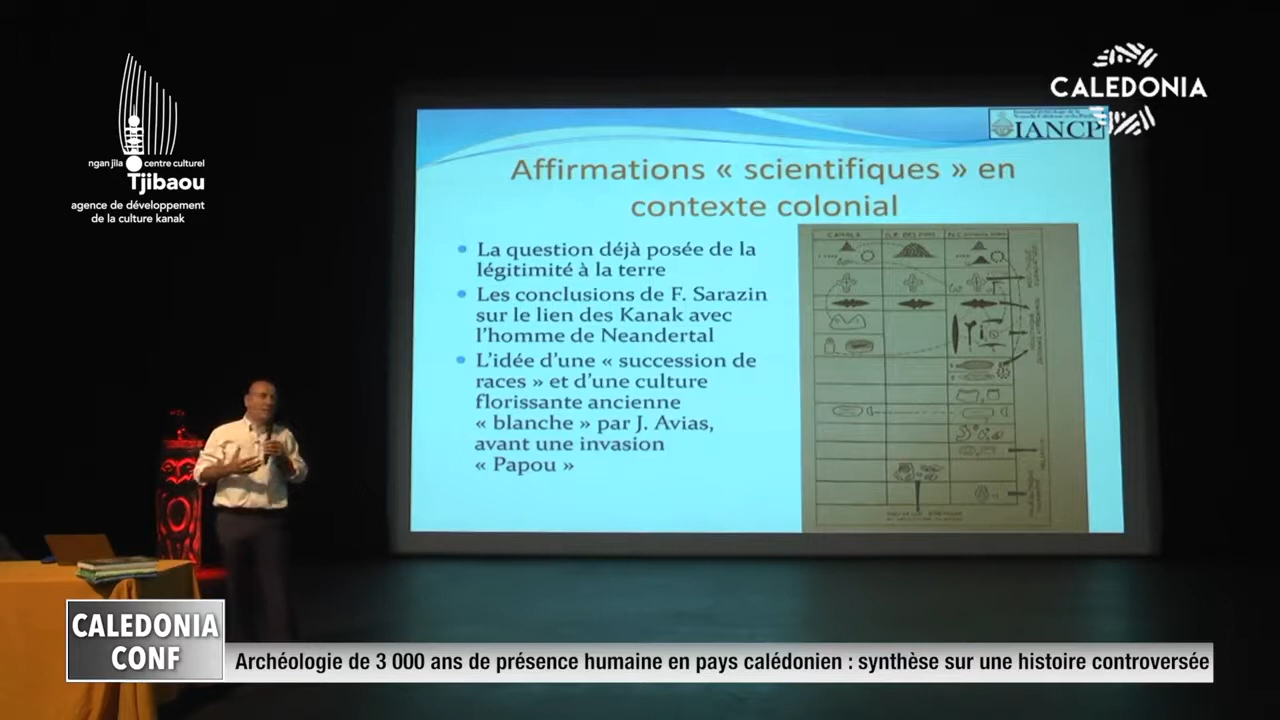 ngan jila centre culturel
Tjibaou
agence de développement
de la culture kanak
CALEDONIA
IANCP
Affirmations « scientifiques » en
contexte colonial
La question déjà posée de la
légitimité à la terre
Les conclusions de F. Sarazin
sur le lien des Kanak avec
l'homme de Neandertal
L'idée d'une « succession de
races » et d'une culture
florissante ancienne
« blanche » par J. Avias,
avant une invasion
« Papou »
CANALA
ILE DES PINS
CALEDONIA
CONF
Archéologie de 3 000 ans de présence humaine en pays calédonien : synthèse sur une histoire controversée